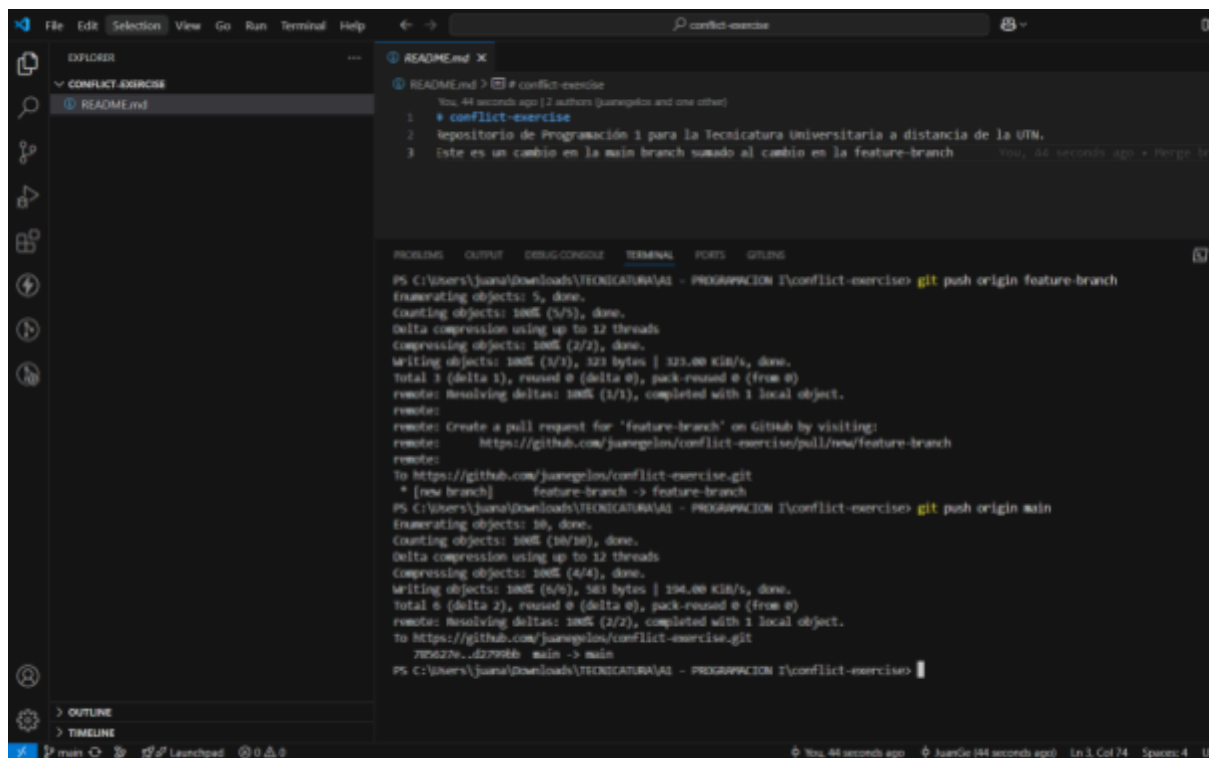 File Edit Selection View Go Run Terminal Help
conflict-exercise
EXPLORER
README.md
CONFLICT-EXERCISE
README.md > # conflict-exercise
README.md
You, 44 seconds ago | 2 authors (juanegelos and one other)
1 # conflict-exercise
2 Repositorio de Programación 1 para la Tecnicatura Universitaria a distancia de la UTN.
3 Este es un cambio en la main branch sumado al cambio en la feature-branch You, 44 seconds ago • Merge
PROBLEMS OUTPUT DEBUG CONSOLE TERMINAL PORTS GITLENS
PS C:\Users\juana\Downloads\TECNICATURA\A1 - PROGRAMACION I\conflict-exercise> git push origin feature-branch
Enumerating objects: 5, done.
Counting objects: 100% (5/5), done.
Delta compression using up to 12 threads
Compressing objects: 100% (2/2), done.
Writing objects: 100% (3/3), 323 bytes | 323.00 KiB/s, done.
Total 3 (delta 1), reused 0 (delta 0), pack-reused 0 (from 0)
remote: Resolving deltas: 100% (1/1), completed with 1 local object.
remote:
remote: Create a pull request for 'feature-branch' on GitHub by visiting:
remote: https://github.com/juanegelos/conflict-exercise/pull/new/feature-branch
remote:
To https://github.com/juanegelos/conflict-exercise.git
* [new branch] feature-branch -> feature-branch
PS C:\Users\juana\Downloads\TECNICATURA\A1 - PROGRAMACION I\conflict-exercise> git push origin main
Enumerating objects: 10, done.
Counting objects: 100% (10/10), done.
Delta compression using up to 12 threads
Compressing objects: 100% (4/4), done.
Writing objects: 100% (6/6), 583 bytes | 194.00 KiB/s, done.
Total 6 (delta 2), reused 0 (delta 0), pack-reused 0 (from 0)
remote: Resolving deltas: 100% (2/2), completed with 1 local object.
To https://github.com/juanegelos/conflict-exercise.git
main -> main
PS C:\Users\juana\Downloads\TECNICATURA\A1 - PROGRAMACION I\conflict-exercise>
OUTLINE
TIMELINE
main Launchpad 0 0 You, 44 seconds ago JuanGe (44 seconds ago) Ln 3, Col 74 Spaces: 4